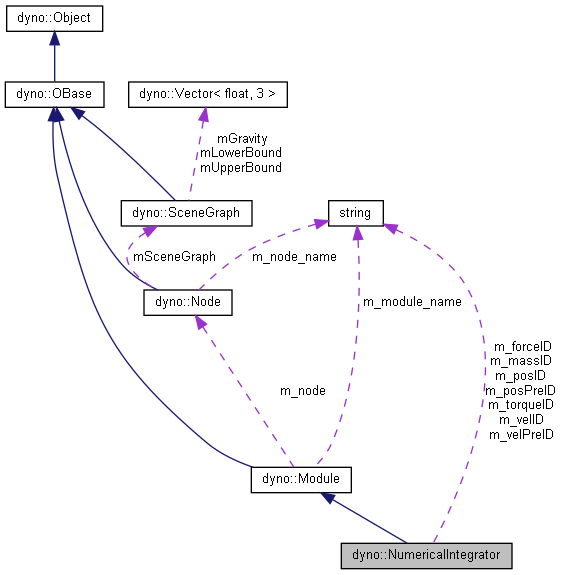 dyno::Object
dyno::OBase
dyno::Vector< float, 3 >
mGravity
mLowerBound
mUpperBound
dyno::SceneGraph
string
mSceneGraph
m_node_name
dyno::Node
m_module_name
m_forceID
m_massID
m_posID
m_posPreID
m_torqueID
m_velID
m_velPreID
m_node
dyno::Module
dyno::NumericalIntegrator